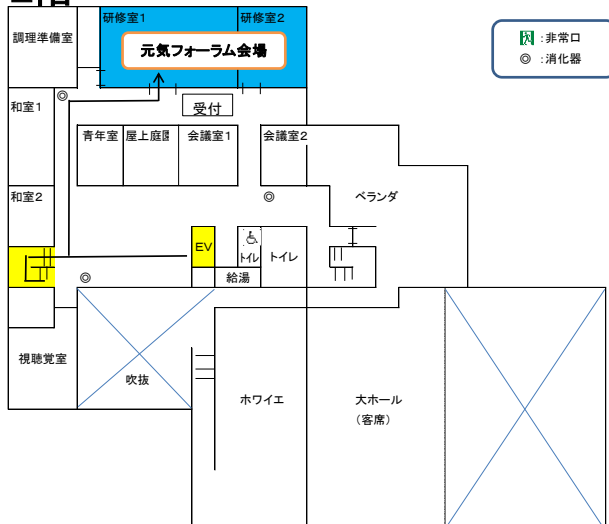 研修室1
研修室2
調理準備室
元気フォーラム会場
:非常口
◎ :消化器
和室1
受付
青年室
屋上庭園
会議室1
会議室2
和室2
ベランダ
EV
トイレ
トイレ
給湯
視聴覚室
吹抜
ホワイエ
大ホール
(客席)